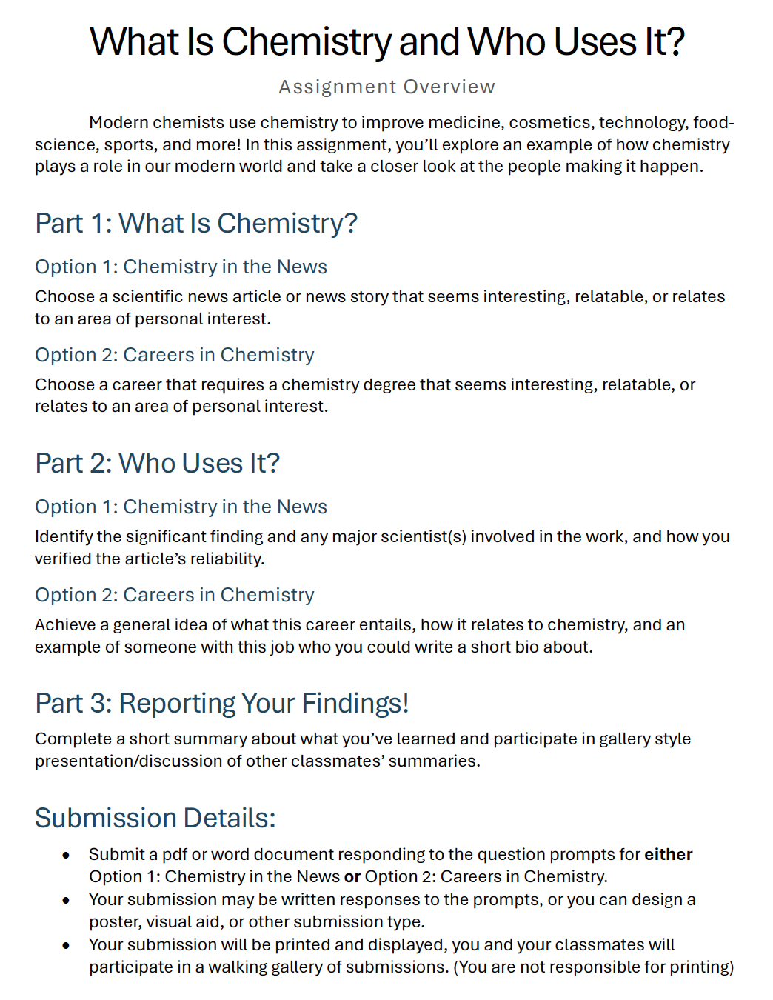 What Is Chemistry and Who Uses It?
Assignment Overview
Modern chemists use chemistry to improve medicine, cosmetics, technology, food-
science, sports, and more! In this assignment, you’ll explore an example of how chemistry
plays a role in our modern world and take a closer look at the people making it happen.
Part 1: What Is Chemistry?
Option 1: Chemistry in the News
Choose a scientific news article or news story that seems interesting, relatable, or relates
to an area of personal interest.
Option 2: Careers in Chemistry
Choose a career that requires a chemistry degree that seems interesting, relatable, or
relates to an area of personal interest.
Part 2: Who Uses It?
Option 1: Chemistry in the News
Identify the significant finding and any major scientist(s) involved in the work, and how you
verified the article’s reliability.
Option 2: Careers in Chemistry
Achieve a general idea of what this career entails, how it relates to chemistry, and an
example of someone with this job who you could write a short bio about.
Part 3: Reporting Your Findings!
Complete a short summary about what you’ve learned and participate in gallery style
presentation/discussion of other classmates’ summaries.
Submission Details:
● Submit a pdf or word document responding to the question prompts for either
Option 1: Chemistry in the News or Option 2: Careers in Chemistry.
● Your submission may be written responses to the prompts, or you can design a
poster, visual aid, or other submission type.
● Your submission will be printed and displayed, you and your classmates will
participate in a walking gallery of submissions. (You are not responsible for printing)